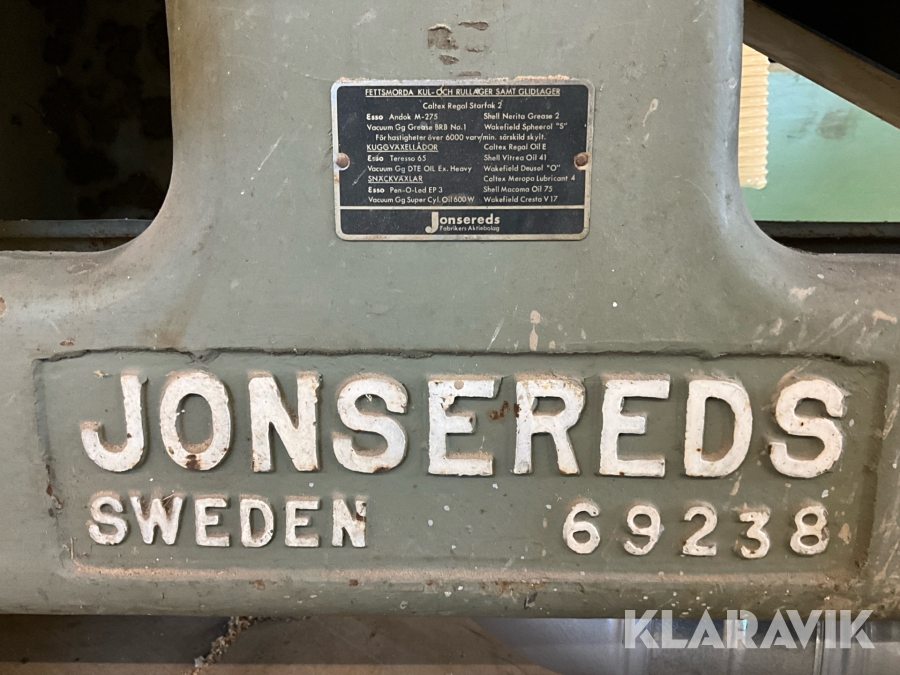 FETTSMORDA KUL- OCH RULLAGER SAMT GLIDLAGER
Caltex Regal Starfak 2
Esso Andok M-275 Shell Nerita Grease 2
Vacuum Gg Grease BRB No.1 Wakefield Spheerol "S"
För hastigheter över 6000 varv/min. särskild skylt.
KUGGVÄXELLÅDOR Caltex Regal Oil E
Esso Teresso 65 Shell Vitrea Oil 41
Vacuum Gg DTE OIL Ex. Heavy Wakefield Deusol "O"
SNÄCKVÄXLAR Caltex Meropa Lubricant 4
Esso Pen-O-Led EP 3 Shell Macoma Oil 75
Vacuum Gg Super Cyl. Oil 600W Wakefield Cresta V 17
Jonsereds
Fabrikers Aktiebolag
JONSEREDS
SWEDEN 69238
KLARAVIK